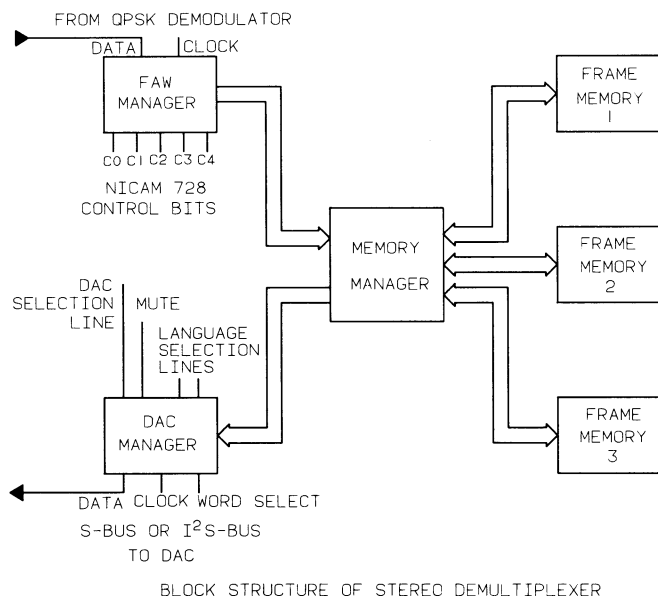 FROM QPSK DEMODULATOR
DATA
CLOCK
FAW
MANAGER
C0 C1 C2 C3 C4
NICAM 728
CONTROL BITS
FRAME
MEMORY
1
MEMORY
MANAGER
FRAME
MEMORY
2
DAC
SELECTION
LINE
MUTE
LANGUAGE
SELECTION
LINES
DAC
MANAGER
FRAME
MEMORY
3
DATA CLOCK WORD SELECT
S-BUS OR I²S-BUS
TO DAC
BLOCK STRUCTURE OF STEREO DEMULTIPLEXER